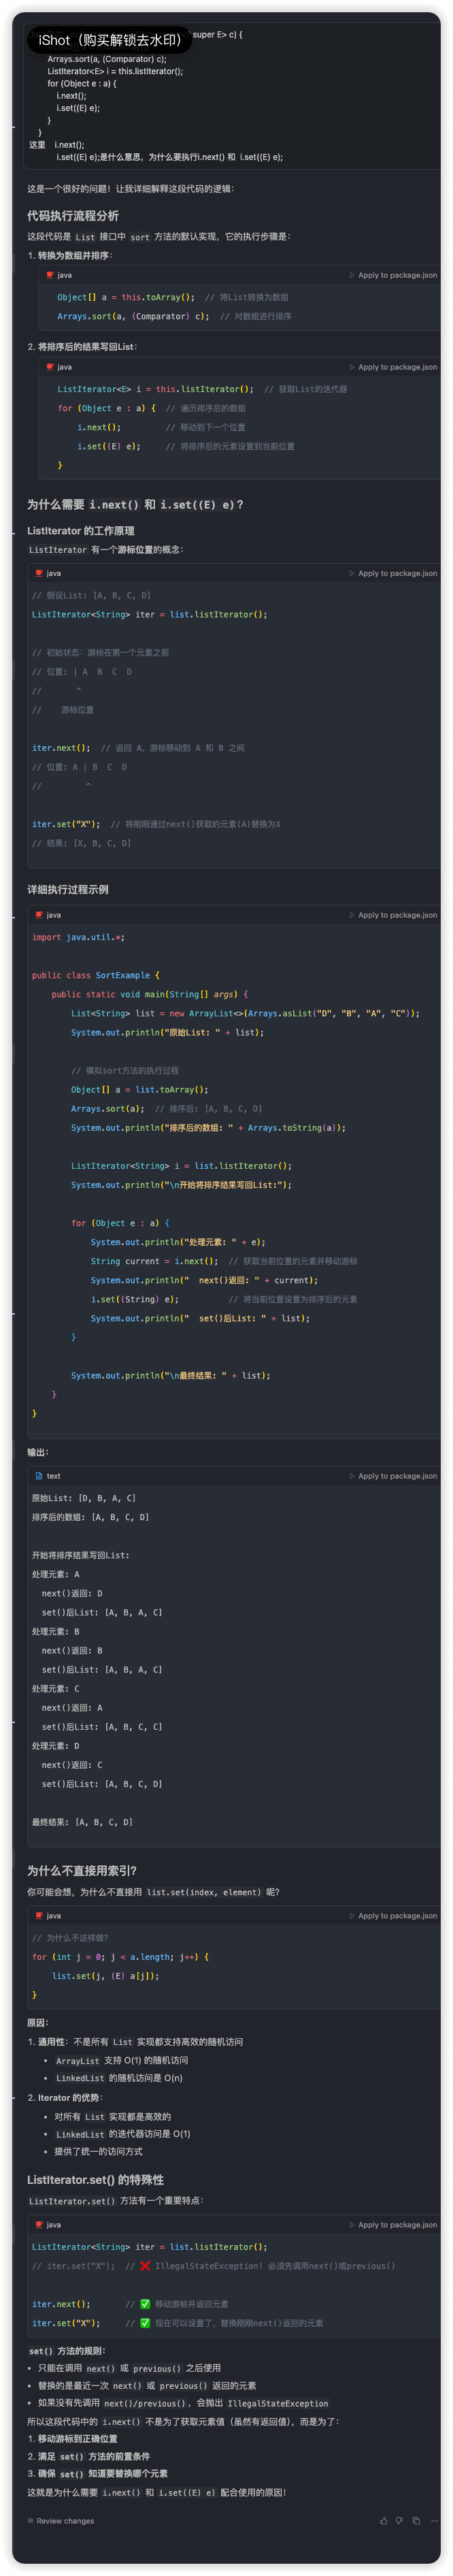 iShot（购买解锁去水印）
super E> c) {
Arrays.sort(a, (Comparator) c);
ListIterator<E> i = this.listIterator();
for (Object e : a) {
i.next();
i.set((E) e);
}
}
这里    i.next();
i.set((E) e);是什么意思，为什么要执行i.next() 和  i.set((E) e);
这是一个很好的问题！让我详细解释这段代码的逻辑：
代码执行流程分析
这段代码是 List 接口中 sort 方法的默认实现，它的执行步骤是：
1. 转换为数组并排序：
java
Apply to package.json
Object[] a = this.toArray();  // 将List转换为数组
Arrays.sort(a, (Comparator) c);  // 对数组进行排序
2. 将排序后的结果写回List：
java
Apply to package.json
ListIterator<E> i = this.listIterator();  // 获取List的迭代器
for (Object e : a) {  // 遍历排序后的数组
i.next();         // 移动到下一个位置
i.set((E) e);     // 将排序后的元素设置到当前位置
}
为什么需要 i.next() 和 i.set((E) e)？
ListIterator 的工作原理
ListIterator 有一个游标位置的概念：
java
Apply to package.json
// 假设List: [A, B, C, D]
ListIterator<String> iter = list.listIterator();
// 初始状态：游标在第一个元素之前
// 位置: | A  B  C  D
//       ^
//    游标位置
iter.next();  // 返回 A，游标移动到 A 和 B 之间
// 位置: A | B  C  D
//         ^
iter.set("X");  // 将刚刚通过next()获取的元素(A)替换为X
// 结果: [X, B, C, D]
详细执行过程示例
java
Apply to package.json
import java.util.*;
public class SortExample {
public static void main(String[] args) {
List<String> list = new ArrayList<>(Arrays.asList("D", "B", "A", "C"));
System.out.println("原始List: " + list);
// 模拟sort方法的执行过程
Object[] a = list.toArray();
Arrays.sort(a);  // 排序后: [A, B, C, D]
System.out.println("排序后的数组: " + Arrays.toString(a));
ListIterator<String> i = list.listIterator();
System.out.println("\n开始将排序结果写回List:");
for (Object e : a) {
System.out.println("处理元素: " + e);
String current = i.next();  // 获取当前位置的元素并移动游标
System.out.println("  next()返回: " + current);
i.set((String) e);          // 将当前位置设置为排序后的元素
System.out.println("  set()后List: " + list);
}
System.out.println("\n最终结果: " + list);
}
}
输出：
text
Apply to package.json
原始List: [D, B, A, C]
排序后的数组: [A, B, C, D]
开始将排序结果写回List:
处理元素: A
next()返回: D
set()后List: [A, B, A, C]
处理元素: B
next()返回: B
set()后List: [A, B, A, C]
处理元素: C
next()返回: A
set()后List: [A, B, C, C]
处理元素: D
next()返回: C
set()后List: [A, B, C, D]
最终结果: [A, B, C, D]
为什么不直接用索引？
你可能会想，为什么不直接用 list.set(index, element) 呢？
java
Apply to package.json
// 为什么不这样做？
for (int j = 0; j < a.length; j++) {
list.set(j, (E) a[j]);
}
原因：
1. 通用性：不是所有 List 实现都支持高效的随机访问
• ArrayList 支持 O(1) 的随机访问
• LinkedList 的随机访问是 O(n)
2. Iterator 的优势：
• 对所有 List 实现都是高效的
• LinkedList 的迭代器访问是 O(1)
• 提供了统一的访问方式
ListIterator.set() 的特殊性
ListIterator.set() 方法有一个重要特点：
java
Apply to package.json
ListIterator<String> iter = list.listIterator();
// iter.set("X");  // ❌ IllegalStateException! 必须先调用next()或previous()
iter.next();       // ✅ 移动游标并返回元素
iter.set("X");     // ✅ 现在可以设置了，替换刚刚next()返回的元素
set() 方法的规则：
• 只能在调用 next() 或 previous() 之后使用
• 替换的是最近一次 next() 或 previous() 返回的元素
• 如果没有先调用 next()/previous()，会抛出 IllegalStateException
所以这段代码中的 i.next() 不是为了获取元素值（虽然有返回值），而是为了：
1. 移动游标到正确位置
2. 满足 set() 方法的前置条件
3. 确保 set() 知道要替换哪个元素
这就是为什么需要 i.next() 和 i.set((E) e) 配合使用的原因！
Review changes